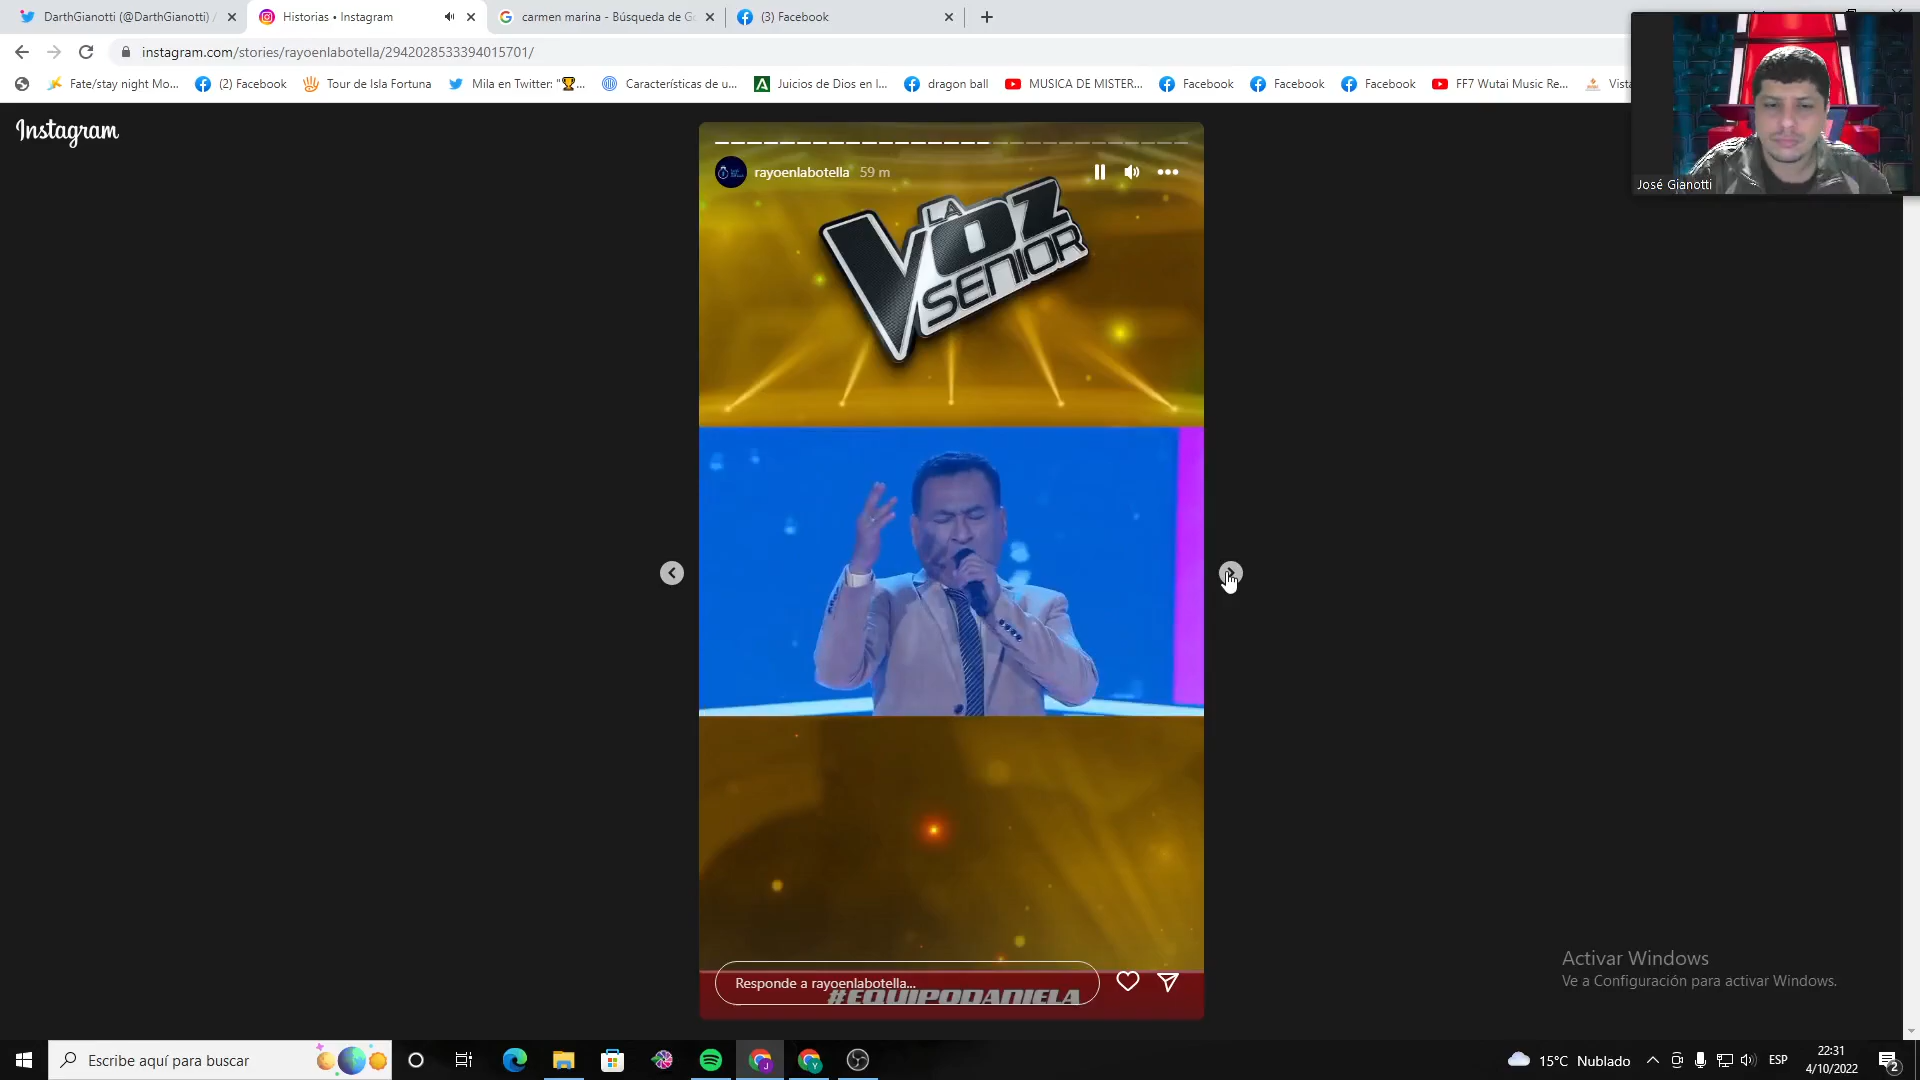 DarthGianotti (@DarthGianotti) /
Historias • Instagram
carmen marina - Búsqueda de Go
(3) Facebook
instagram.com/stories/rayoenlabotella/2942028533394015701/
Fate/stay night Mo...
(2) Facebook
Tour de Isla Fortuna
Mila en Twitter: "🏆...
Características de u...
Juicios de Dios en l...
dragon ball
MUSICA DE MISTER...
Facebook
Facebook
Facebook
FF7 Wutai Music Re...
Vista
José Gianotti
Instagram
rayoenlabotella 59 m
LA
VOZ
SENIOR
Responde a rayoenlabotella...
#EQUIPODANIELA
Activar Windows
Ve a Configuración para activar Windows.
Escribe aquí para buscar
15°C Nublado
ESP
22:31
4/10/2022
2